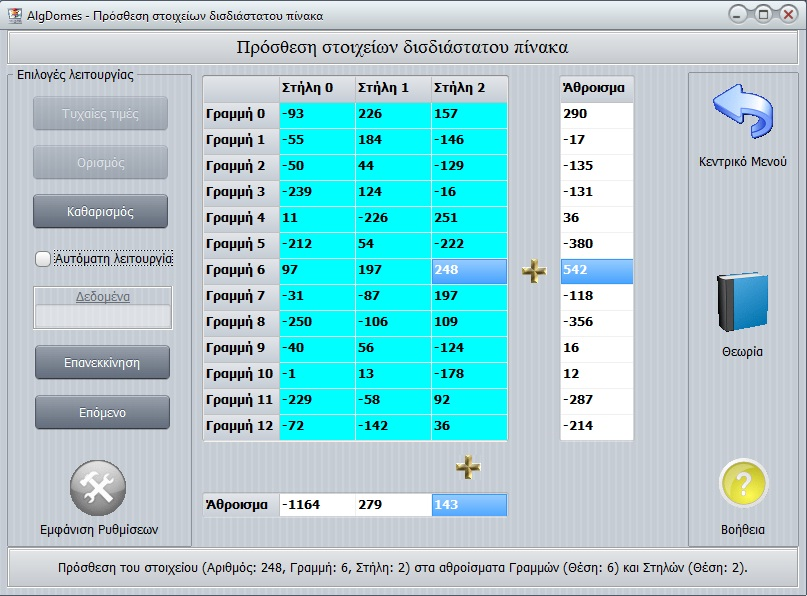 AlgDomes - Πρόσθεση στοιχείων δισδιάστατου πίνακα
Πρόσθεση στοιχείων δισδιάστατου πίνακα
Επιλογές λειτουργίας
Τυχαίες τιμές
Ορισμός
Καθαρισμός
Αυτόματη λειτουργία
Δεδομένα
Επανεκκίνηση
Επόμενο
Εμφάνιση Ρυθμίσεων
Στήλη 0 Στήλη 1 Στήλη 2 Άθροισμα
Γραμμή 0 -93 226 157 290
Γραμμή 1 -55 184 -146 -17
Γραμμή 2 -50 44 -129 -135
Γραμμή 3 -239 124 -16 -131
Γραμμή 4 11 -226 251 36
Γραμμή 5 -212 54 -222 -380
Γραμμή 6 97 197 248 542
Γραμμή 7 -31 -87 197 -118
Γραμμή 8 -250 -106 109 -356
Γραμμή 9 -40 56 -124 16
Γραμμή 10 -1 13 -178 12
Γραμμή 11 -229 -58 92 -287
Γραμμή 12 -72 -142 36 -214
Άθροισμα -1164 279 143
Κεντρικό Μενού
Θεωρία
?
Βοήθεια
Πρόσθεση του στοιχείου (Αριθμός: 248, Γραμμή: 6, Στήλη: 2) στα αθροίσματα Γραμμών (Θέση: 6) και Στηλών (Θέση: 2).